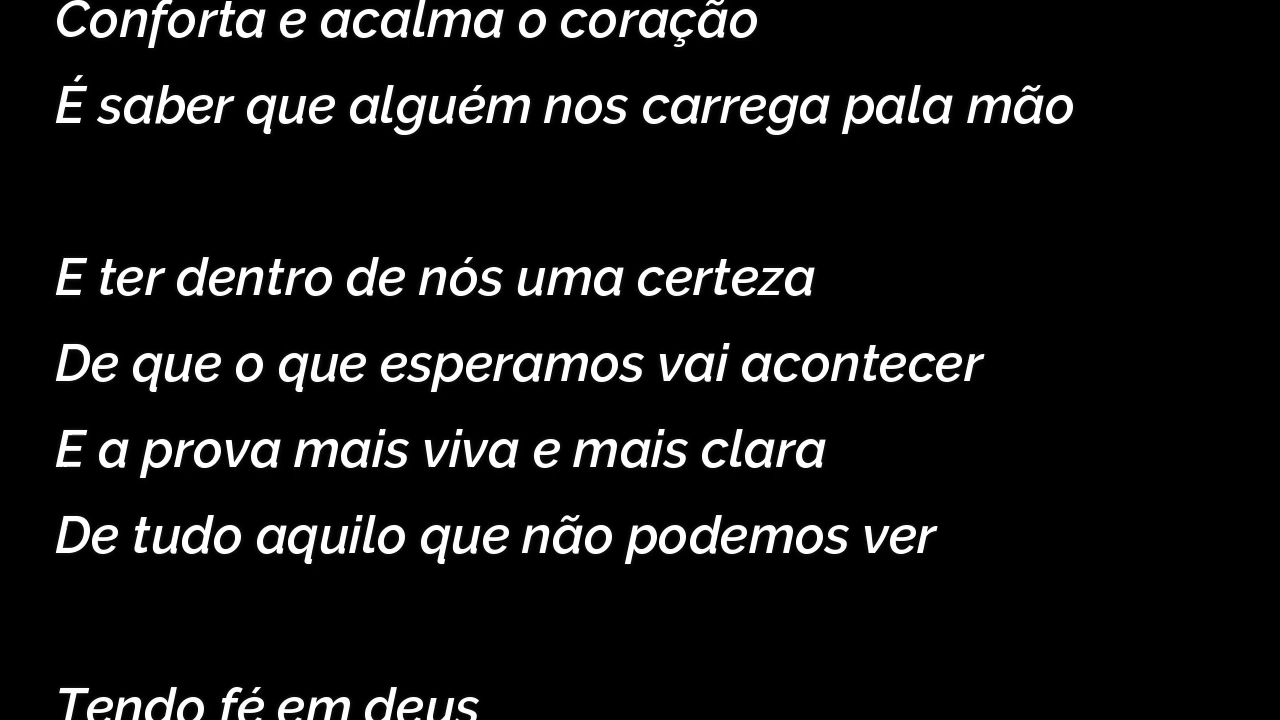 Conforta e acalma o coração
É saber que alguém nos carrega pala mão
E ter dentro de nós uma certeza
De que o que esperamos vai acontecer
E a prova mais viva e mais clara
De tudo aquilo que não podemos ver
Tendo fé em deus